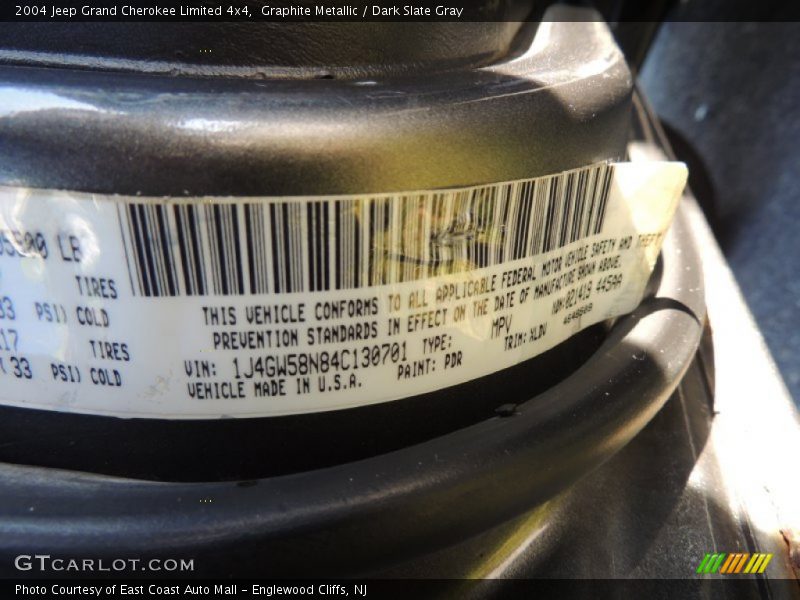 2004 Jeep Grand Cherokee Limited 4x4, Graphite Metallic / Dark Slate Gray
LB
TIRES
33 PSI) COLD
17 TIRES
33 PSI) COLD
THIS VEHICLE CONFORMS TO ALL APPLICABLE FEDERAL MOTOR VEHICLE SAFETY AND THEFT
PREVENTION STANDARDS IN EFFECT ON THE DATE OF MANUFACTURE SHOWN ABOVE.
VIN: 1J4GW58N84C130701 TYPE: MPV
VEHICLE MADE IN U.S.A. PAINT: PDR TRIM:
GTCARLOT.COM
Photo Courtesy of East Coast Auto Mall - Englewood Cliffs, NJ